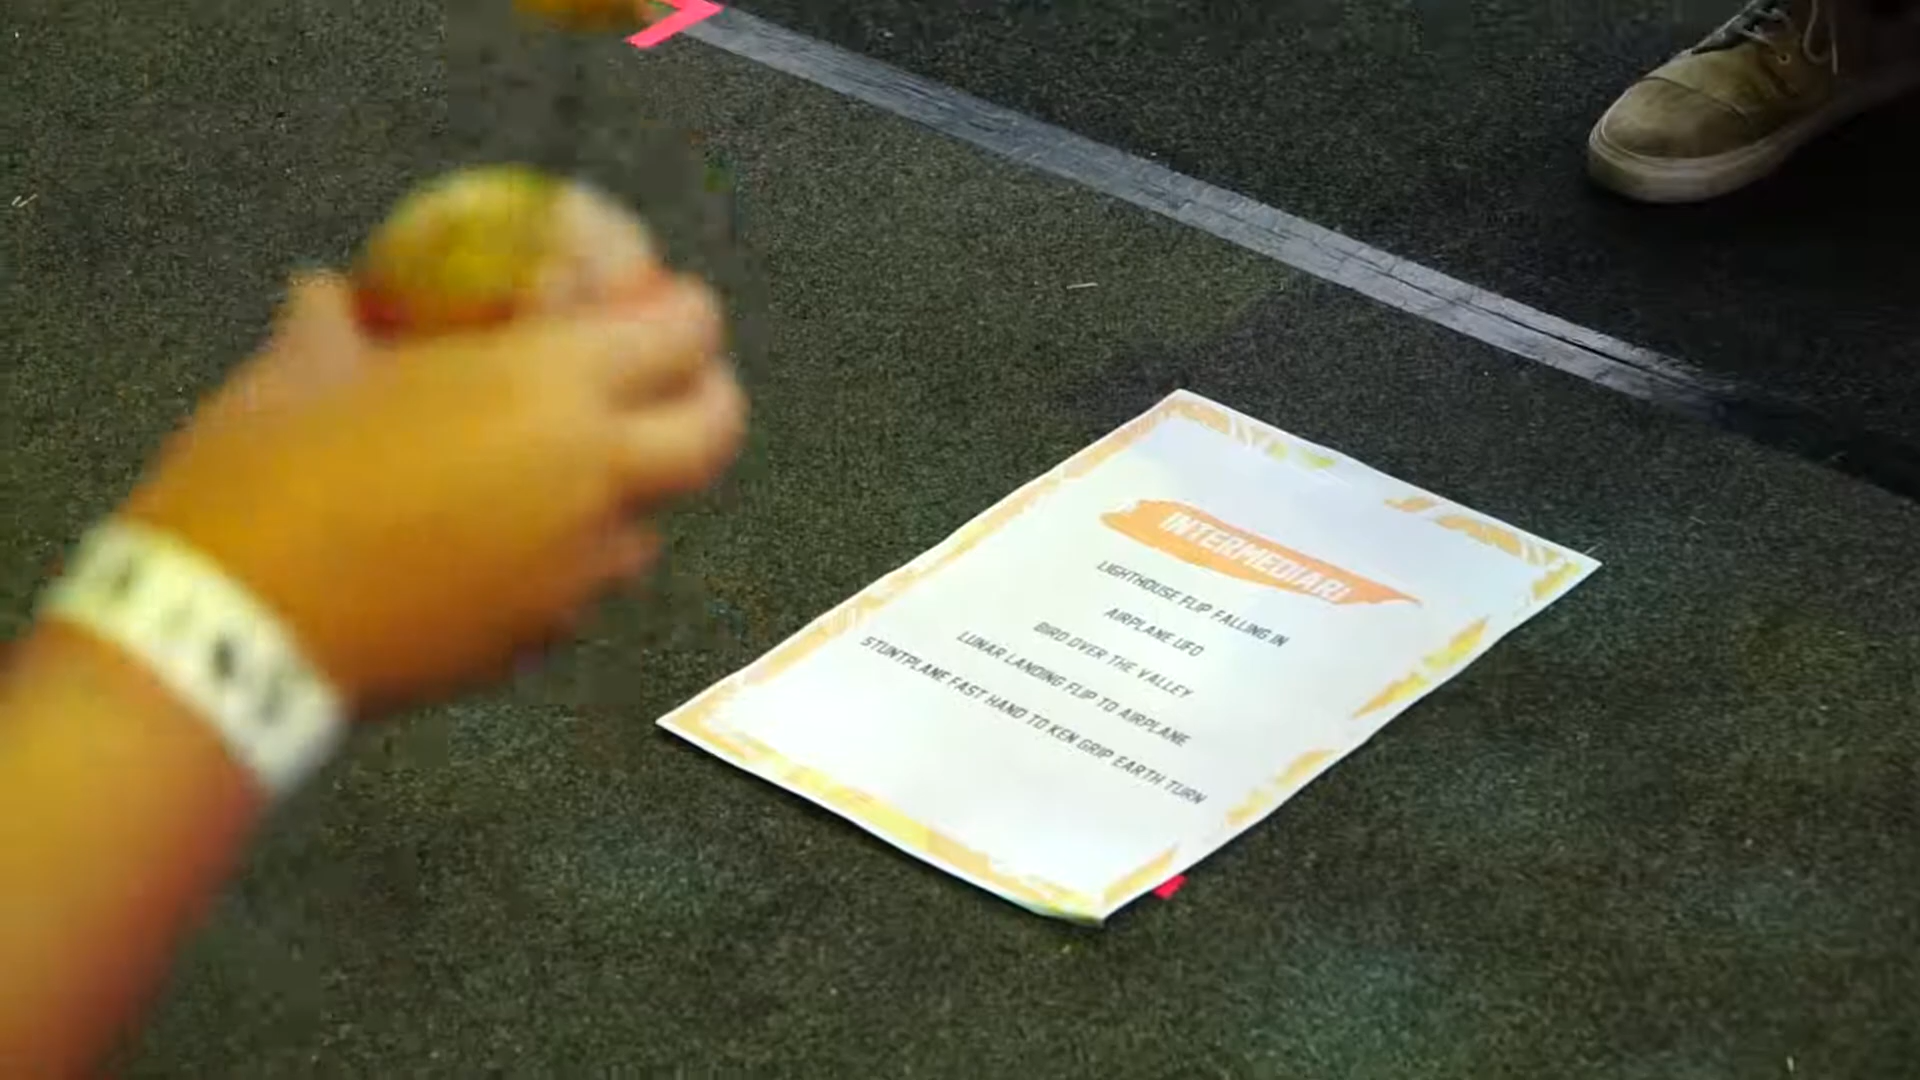 INTERMEDIARI
LIGHTHOUSE FLIP FALLING IN
AIRPLANE UFO
BIRD OVER THE VALLEY
LUNAR LANDING FLIP TO AIRPLANE
STUNTPLANE FAST HAND TO KEN GRIP EARTH TURN